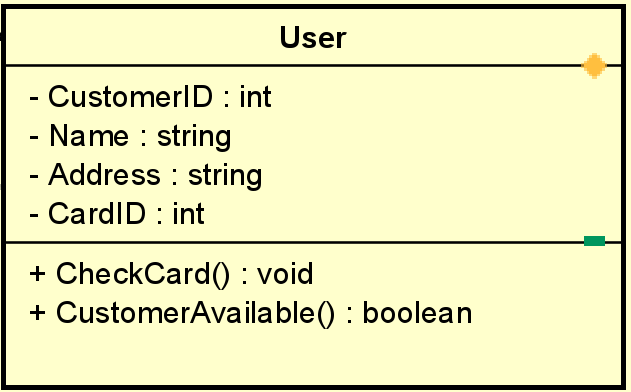 User
- CustomerID : int
- Name : string
- Address : string
- CardID : int
+ CheckCard() : void
+ CustomerAvailable() : boolean